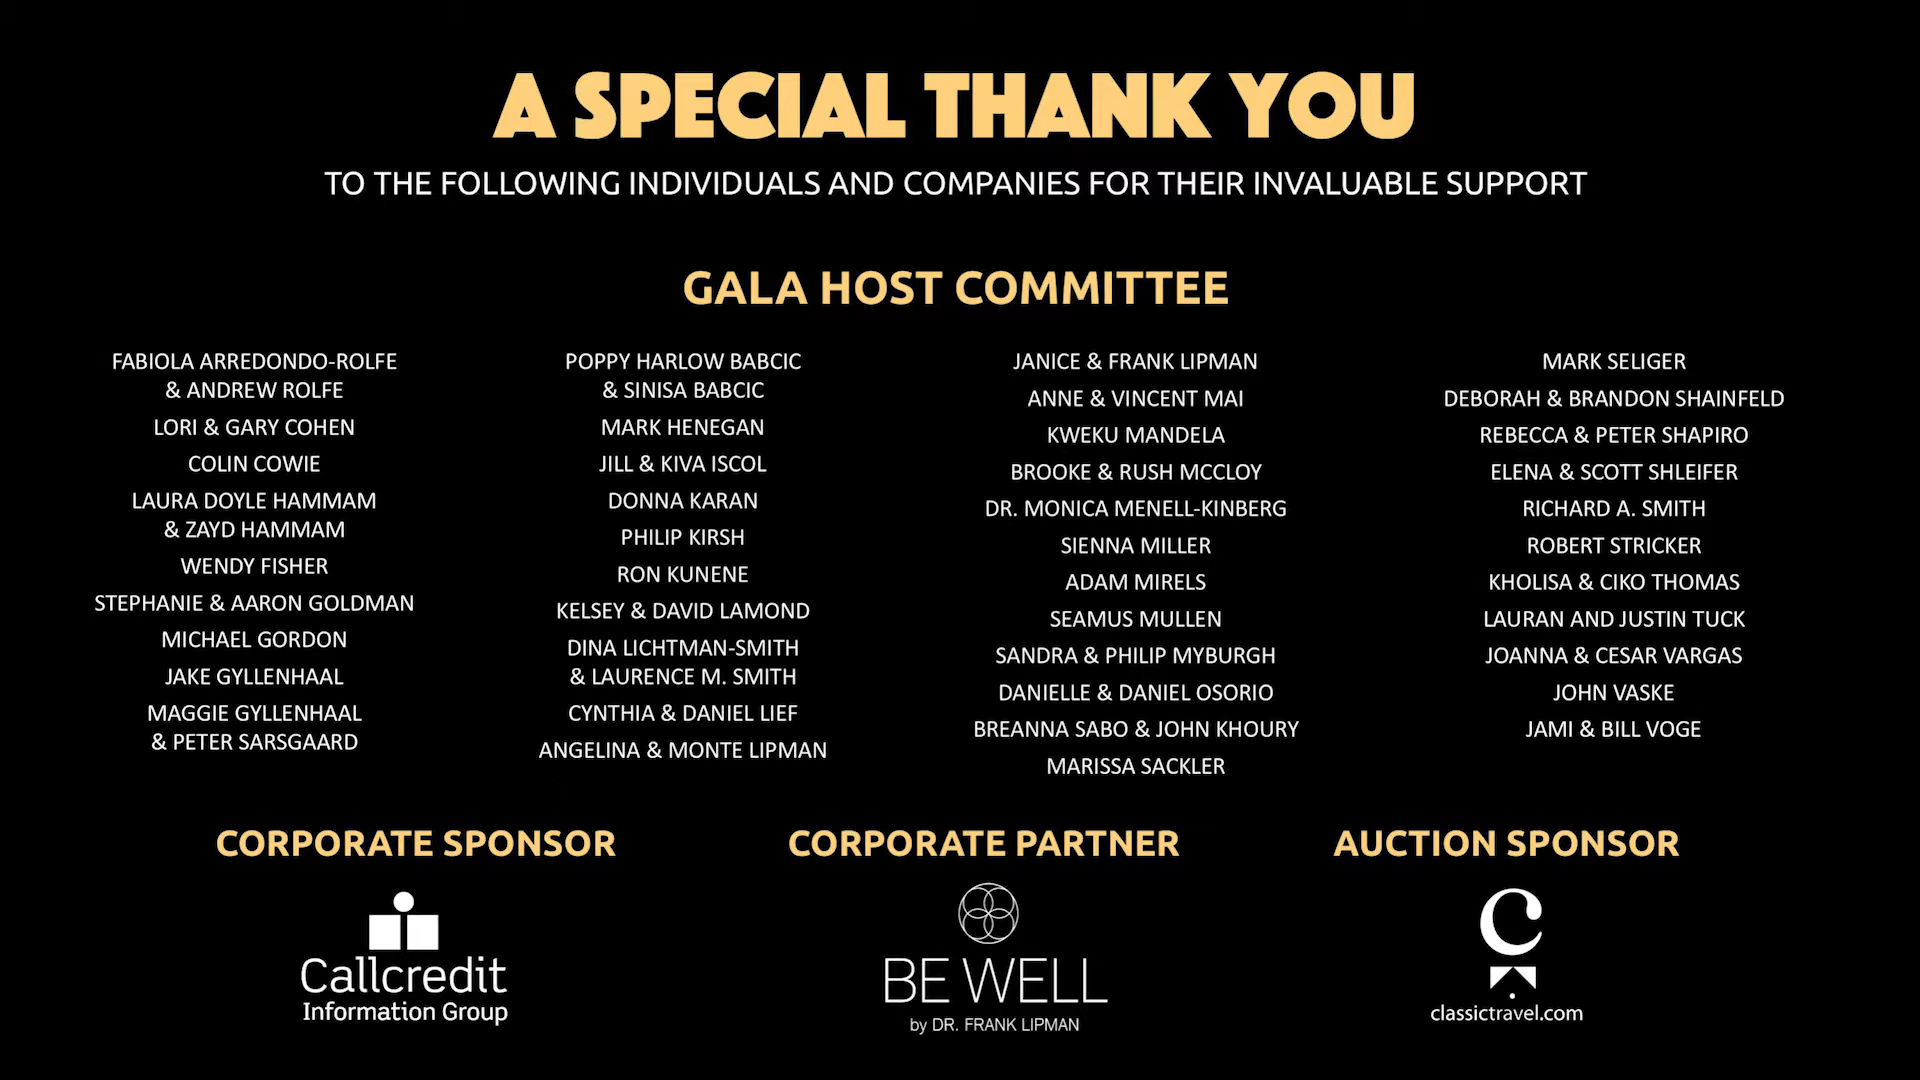 A SPECIAL THANK YOU
TO THE FOLLOWING INDIVIDUALS AND COMPANIES FOR THEIR INVALUABLE SUPPORT
GALA HOST COMMITTEE
FABIOLA ARREDONDO-ROLFE
& ANDREW ROLFE
LORI & GARY COHEN
COLIN COWIE
LAURA DOYLE HAMMAM
& ZAYD HAMMAM
WENDY FISHER
STEPHANIE & AARON GOLDMAN
MICHAEL GORDON
JAKE GYLLENHAAL
MAGGIE GYLLENHAAL
& PETER SARSGAARD
POPPY HARLOW BABCIC
& SINISA BABCIC
MARK HENEGAN
JILL & KIVA ISCOL
DONNA KARAN
PHILIP KIRSH
RON KUNENE
KELSEY & DAVID LAMOND
DINA LICHTMAN-SMITH
& LAURENCE M. SMITH
CYNTHIA & DANIEL LIEF
ANGELINA & MONTE LIPMAN
JANICE & FRANK LIPMAN
ANNE & VINCENT MAI
KWEKU MANDELA
BROOKE & RUSH MCCLOY
DR. MONICA MENELL-KINBERG
SIENNA MILLER
ADAM MIRELS
SEAMUS MULLEN
SANDRA & PHILIP MYBURGH
DANIELLE & DANIEL OSORIO
BREANNA SABO & JOHN KHOURY
MARISSA SACKLER
MARK SELIGER
DEBORAH & BRANDON SHAINFELD
REBECCA & PETER SHAPIRO
ELENA & SCOTT SHLEIFER
RICHARD A. SMITH
ROBERT STRICKER
KHOLISA & CIKO THOMAS
LAURAN AND JUSTIN TUCK
JOANNA & CESAR VARGAS
JOHN VASKE
JAMI & BILL VOGE
CORPORATE SPONSOR
Callcredit
Information Group
CORPORATE PARTNER
BE WELL
by DR. FRANK LIPMAN
AUCTION SPONSOR
c
classictravel.com